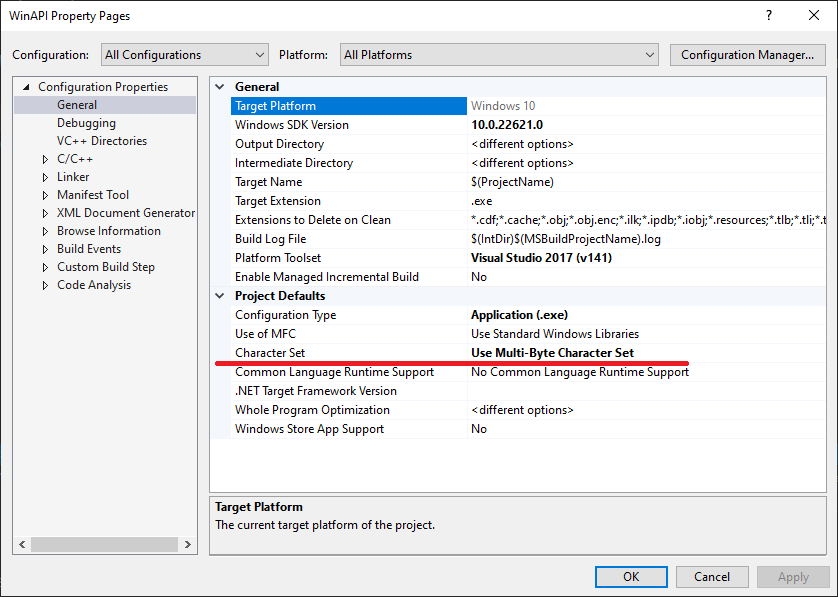 WinAPI Property Pages ?
Configuration: All Configurations Platform: All Platforms Configuration Manager...
Configuration Properties
General
Debugging
VC++ Directories
C/C++
Linker
Manifest Tool
XML Document Generator
Browse Information
Build Events
Custom Build Step
Code Analysis
General
Target Platform Windows 10
Windows SDK Version 10.0.22621.0
Output Directory <different options>
Intermediate Directory <different options>
Target Name $(ProjectName)
Target Extension .exe
Extensions to Delete on Clean *.cdf;*.cache;*.obj;*.obj.enc;*.ilk;*.ipdb;*.iobj;*.resources;*.tlb;*.tli;*.t
Build Log File $(IntDir)$(MSBuildProjectName).log
Platform Toolset Visual Studio 2017 (v141)
Enable Managed Incremental Build No
Project Defaults
Configuration Type Application (.exe)
Use of MFC Use Standard Windows Libraries
Character Set Use Multi-Byte Character Set
Common Language Runtime Support No Common Language Runtime Support
.NET Target Framework Version
Whole Program Optimization <different options>
Windows Store App Support No
Target Platform
The current target platform of the project.
OK Cancel Apply